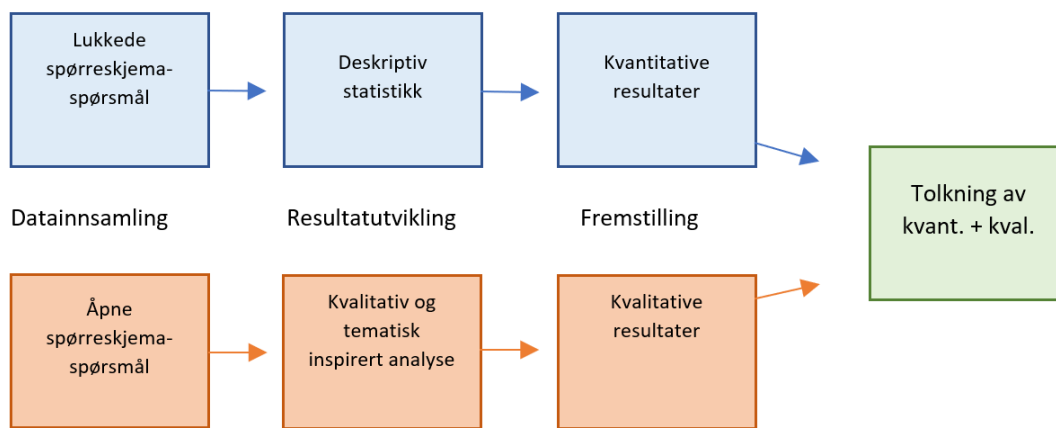 Lukkede
spørreskjema-
spørsmål
Deskriptiv
statistikk
Kvantitative
resultater
Tolkning av
kvant. + kval.
Datainnsamling
Resultatutvikling
Fremstilling
Åpne
spørreskjema-
spørsmål
Kvalitativ og
tematisk
inspirert analyse
Kvalitative
resultater